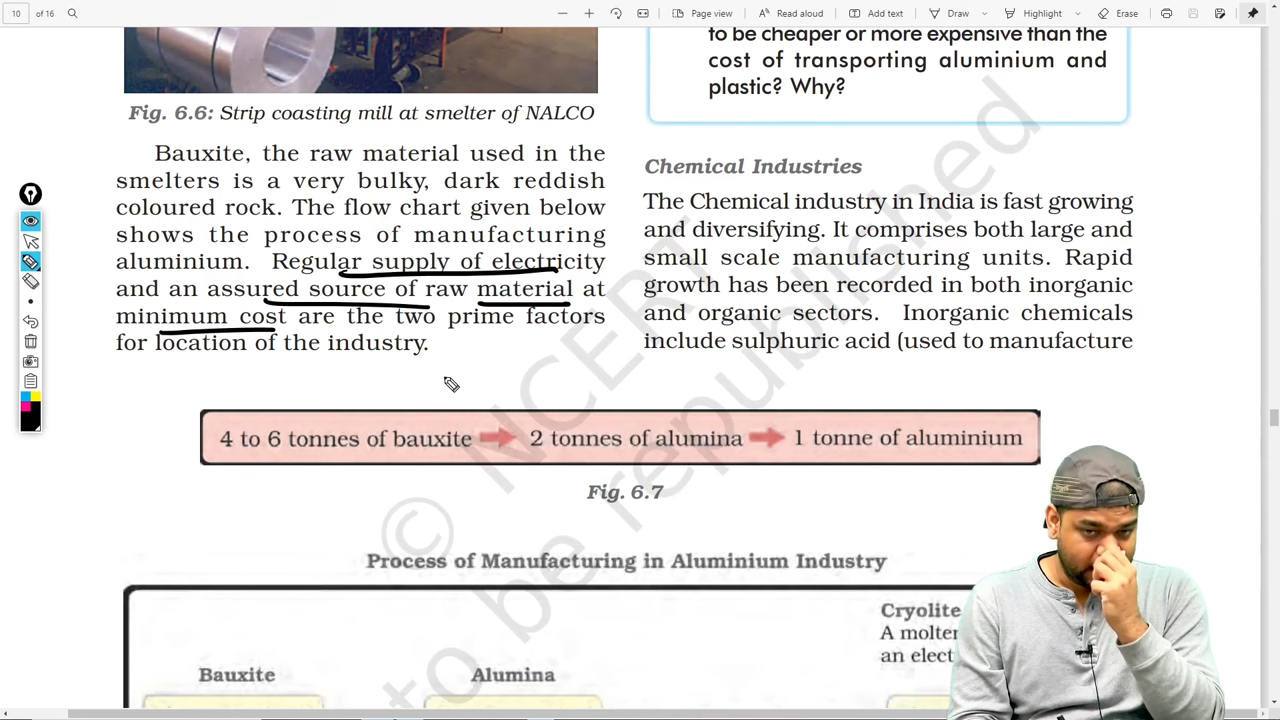 10 of 16
Page view
Read aloud
Add text
Draw
Highlight
Erase
Fig. 6.6: Strip coasting mill at smelter of NALCO
Bauxite, the raw material used in the
smelters is a very bulky, dark reddish
coloured rock. The flow chart given below
shows the process of manufacturing
aluminium. Regular supply of electricity
and an assured source of raw material at
minimum cost are the two prime factors
for location of the industry.
to be cheaper or more expensive than the
cost of transporting aluminium and
plastic? Why?
Chemical Industries
The Chemical industry in India is fast growing
and diversifying. It comprises both large and
small scale manufacturing units. Rapid
growth has been recorded in both inorganic
and organic sectors. Inorganic chemicals
include sulphuric acid (used to manufacture
4 to 6 tonnes of bauxite 2 tonnes of alumina 1 tonne of aluminium
Fig. 6.7
Process of Manufacturing in Aluminium Industry
Bauxite
Alumina
Cryolite
A molten
an elect
© NCERT
to be republished